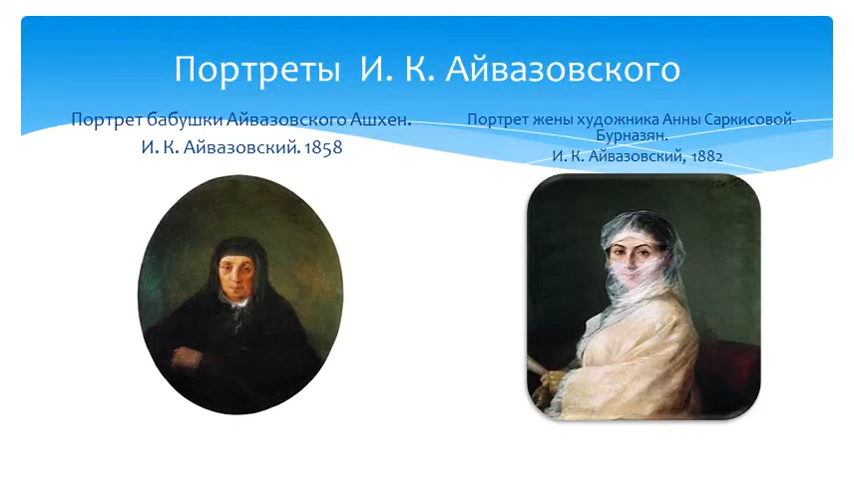 Портреты И. К. Айвазовского
Портрет бабушки Айвазовского Ашхен.
И. К. Айвазовский. 1858
Портрет жены художника Анны Саркисовой-
Бурназян.
И. К. Айвазовский, 1882